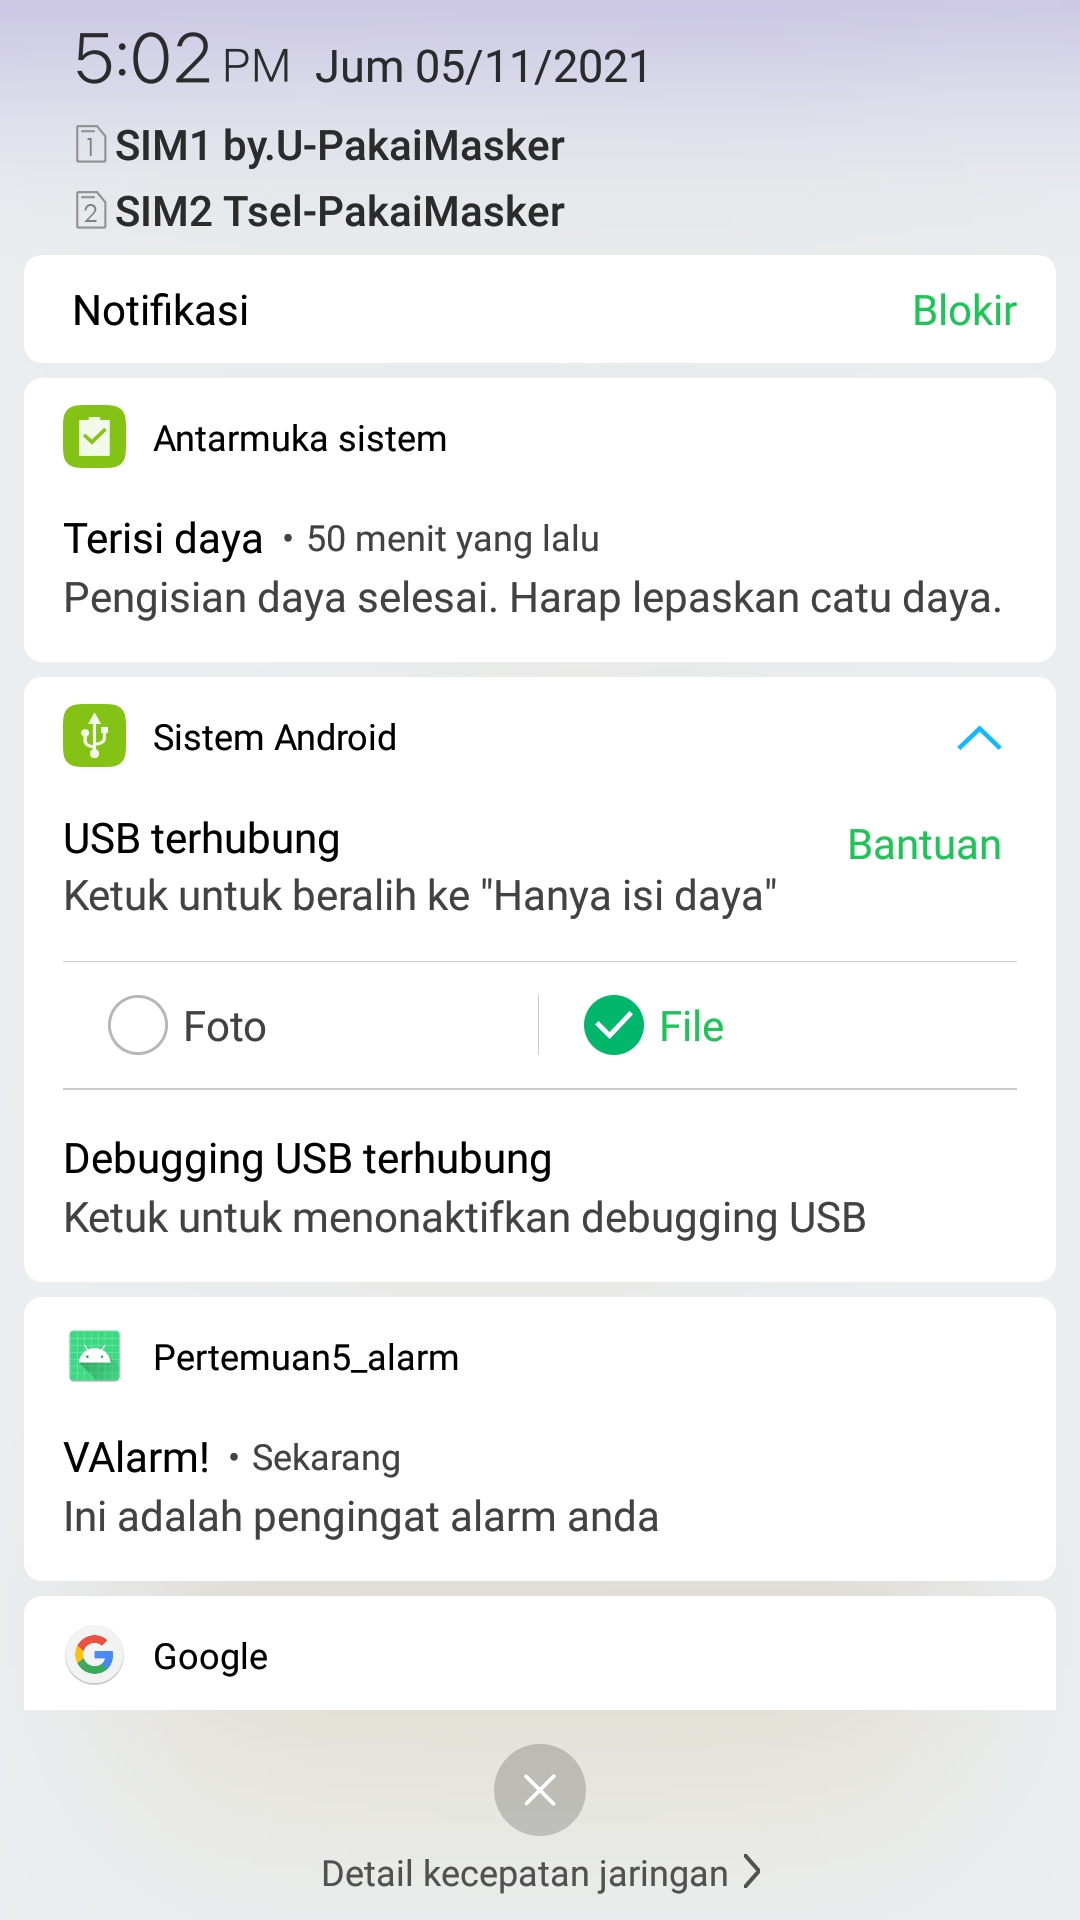 5:02 PM Jum 05/11/2021
1 SIM1 by.U-PakaiMasker
2 SIM2 Tsel-PakaiMasker
Notifikasi Blokir
Antarmuka sistem
Terisi daya • 50 menit yang lalu
Pengisian daya selesai. Harap lepaskan catu daya.
Sistem Android
USB terhubung
Bantuan
Ketuk untuk beralih ke "Hanya isi daya"
Foto File
Debugging USB terhubung
Ketuk untuk menonaktifkan debugging USB
Pertemuan5_alarm
VAlarm! • Sekarang
Ini adalah pengingat alarm anda
Google
Detail kecepatan jaringan